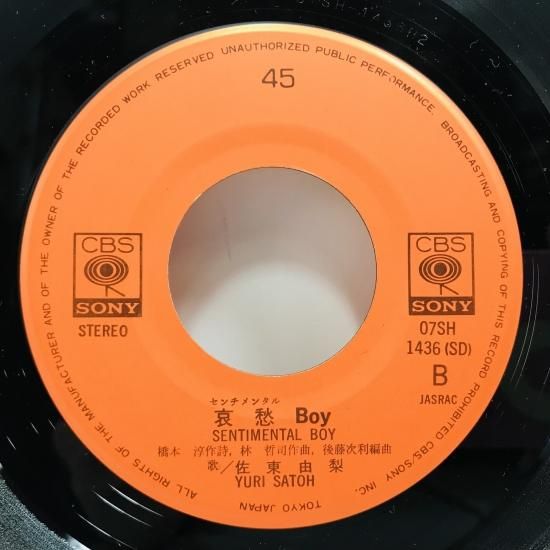 ALL RIGHTS OF THE MANUFACTURER AND OF THE OWNER OF THE RECORDED WORK RESERVED UNAUTHORIZED PUBLIC PERFORMANCE, BROADCASTING AND COPYING OF THIS RECORD PROHIBITED CBS/SONY INC.
TOKYO JAPAN
45
CBS
SONY
STEREO
CBS
SONY
07SH
1436 (SD)
B
JASRAC
センチメンタル
哀愁 Boy
SENTIMENTAL BOY
橋本 淳作詩, 林 哲司作曲, 後藤次利編曲
歌/佐東由梨
YURI SATOH